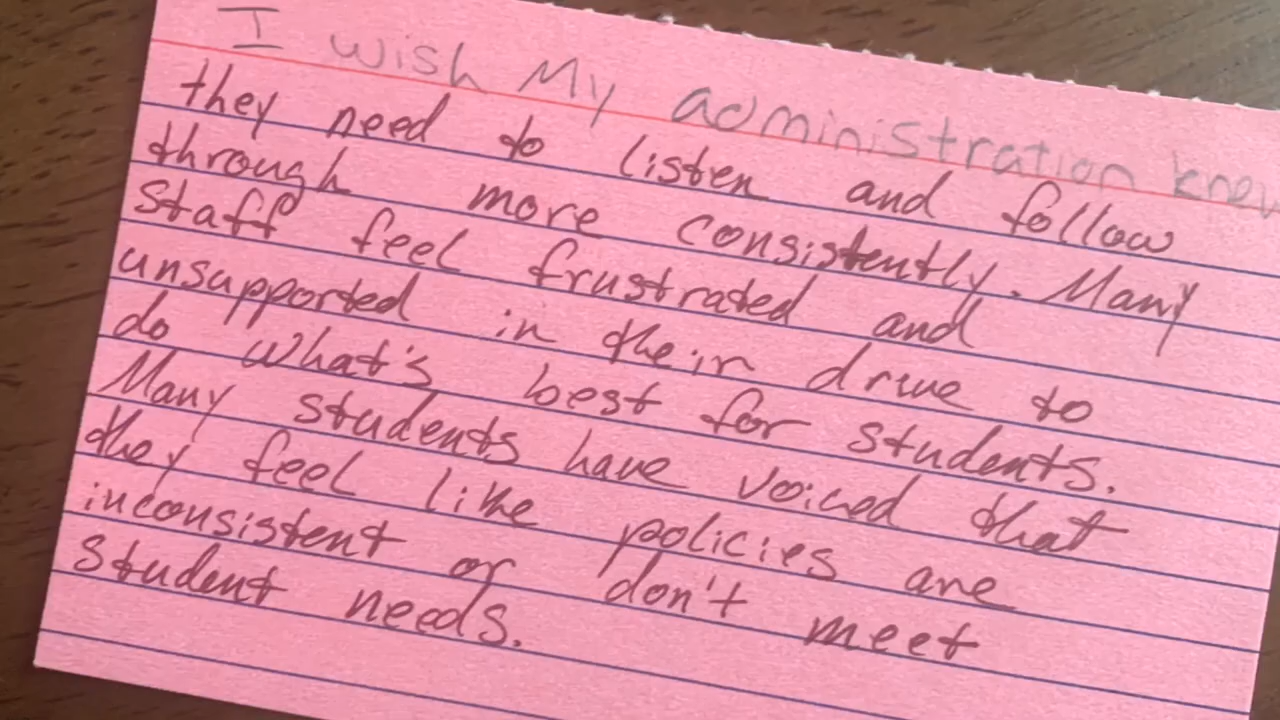 I wish My administration knew
they need to listen and follow
through more consistently. Many
staff feel frustrated and
unsupported in their drive to
do what's best for students.
Many students have voiced that
they feel like policies are
inconsistent or don't meet
student needs.